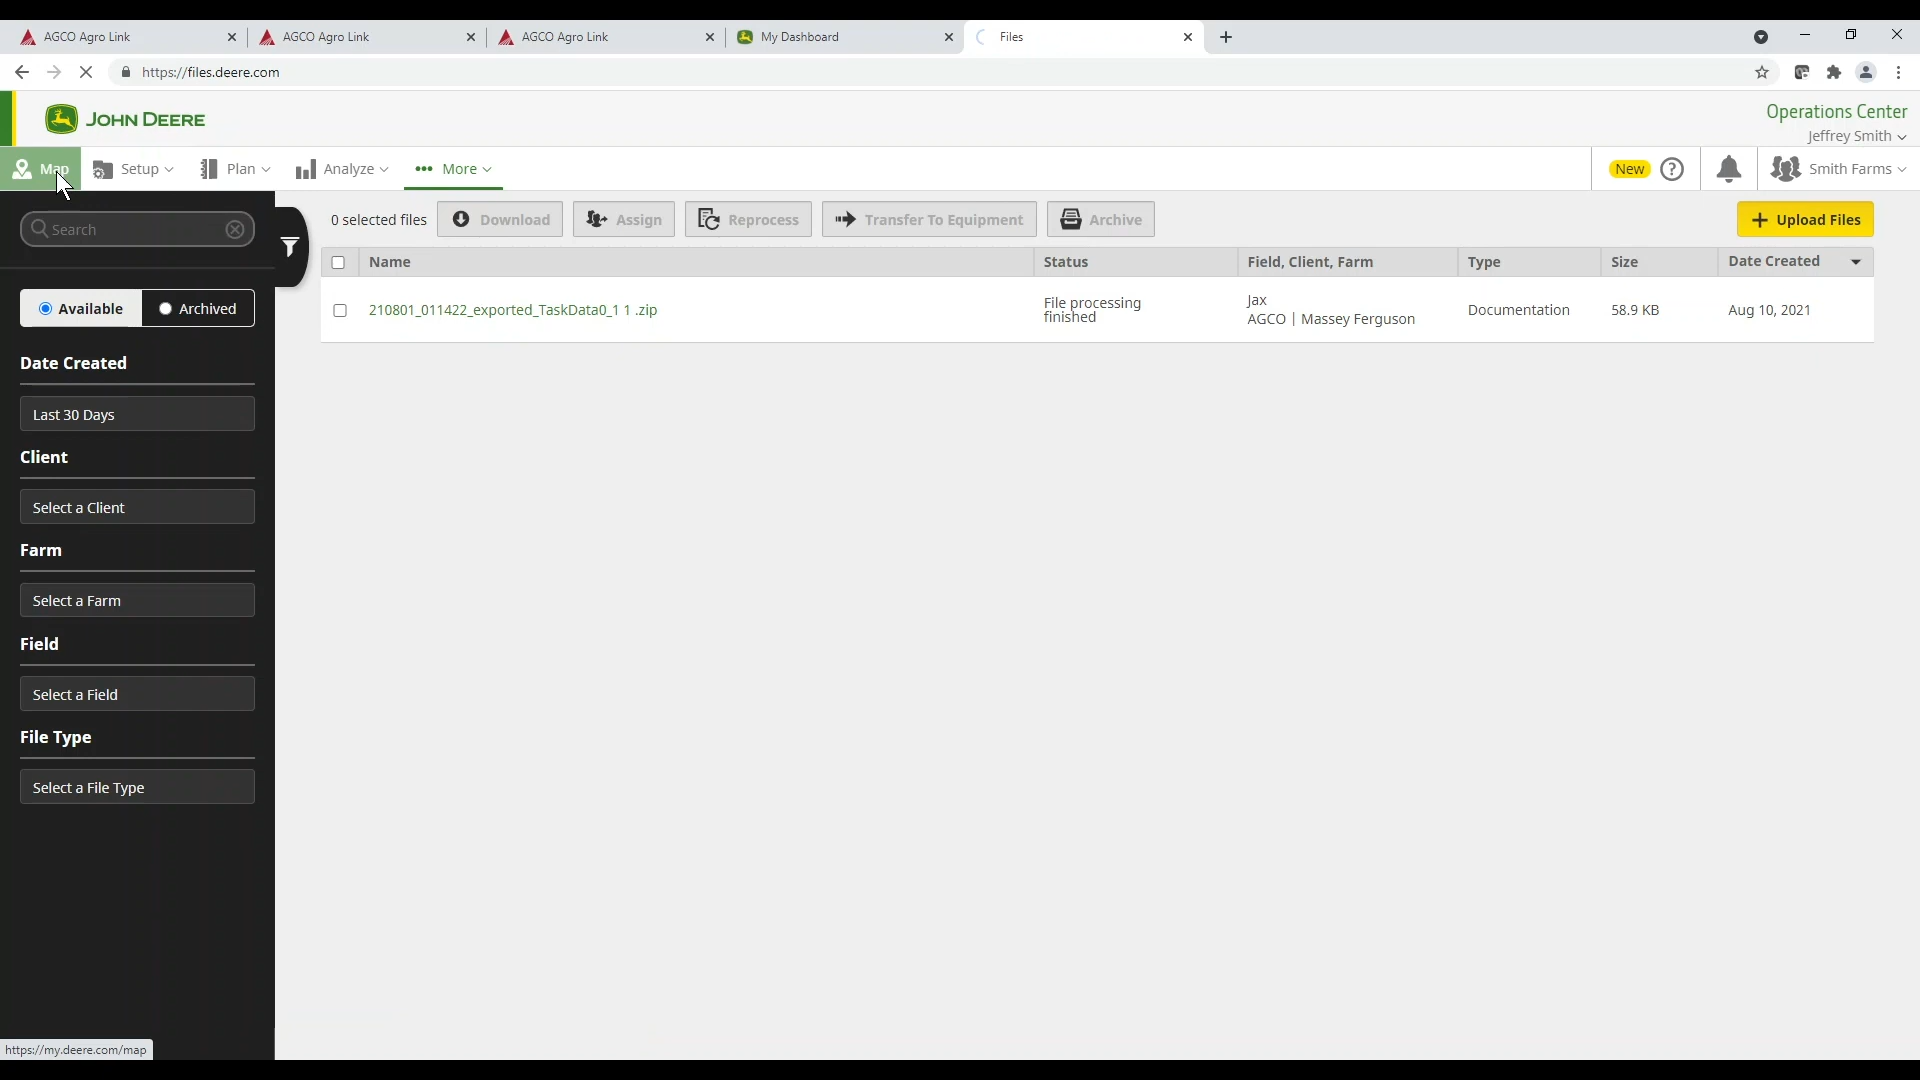 AGCO Agro Link
AGCO Agro Link
AGCO Agro Link
My Dashboard
Files
https://files.deere.com
JOHN DEERE
Operations Center
Jeffrey Smith
Map
Setup
Plan
Analyze
More
New
Smith Farms
Search
0 selected files
Download
Assign
Reprocess
Transfer To Equipment
Archive
Upload Files
Name
Status
Field, Client, Farm
Type
Size
Date Created
210801_011422_exported_TaskData0_1 1 .zip
File processing
finished
Jax
AGCO | Massey Ferguson
Documentation
58.9 KB
Aug 10, 2021
Available
Archived
Date Created
Last 30 Days
Client
Select a Client
Farm
Select a Farm
Field
Select a Field
File Type
Select a File Type
https://my.deere.com/map